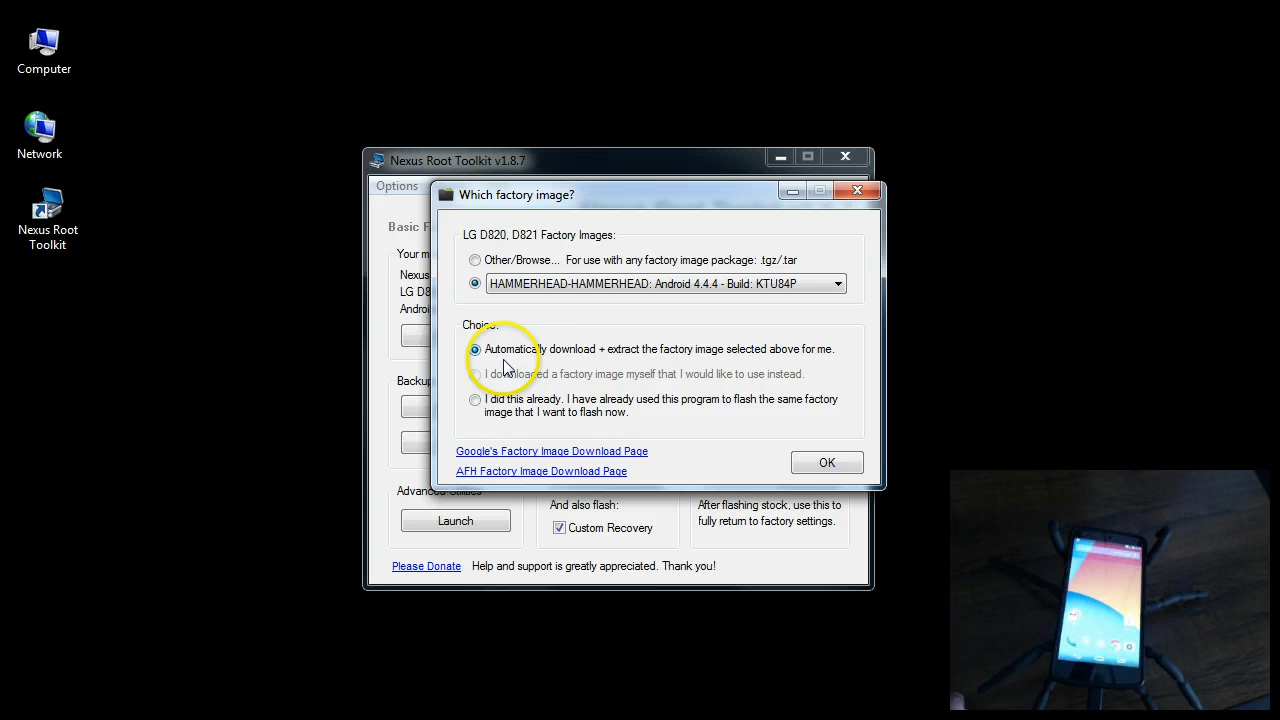 Computer
Network
Nexus Root
Toolkit
Nexus Root Toolkit v1.8.7
Options
Which factory image?
LG D820, D821 Factory Images:
Other/Browse... For use with any factory image package: .tgz/.tar
HAMMERHEAD-HAMMERHEAD: Android 4.4.4 - Build: KTU84P
Choice:
Automatically download + extract the factory image selected above for me.
I downloaded a factory image myself that I would like to use instead.
I did this already. I have already used this program to flash the same factory
image that I want to flash now.
Google's Factory Image Download Page
AFH Factory Image Download Page
OK
Basic F
Your m
Nexus
LG D8
Androi
Backup
Advanced Utilities
Launch
And also flash:
Custom Recovery
After flashing stock, use this to
fully return to factory settings.
Please Donate Help and support is greatly appreciated. Thank you!